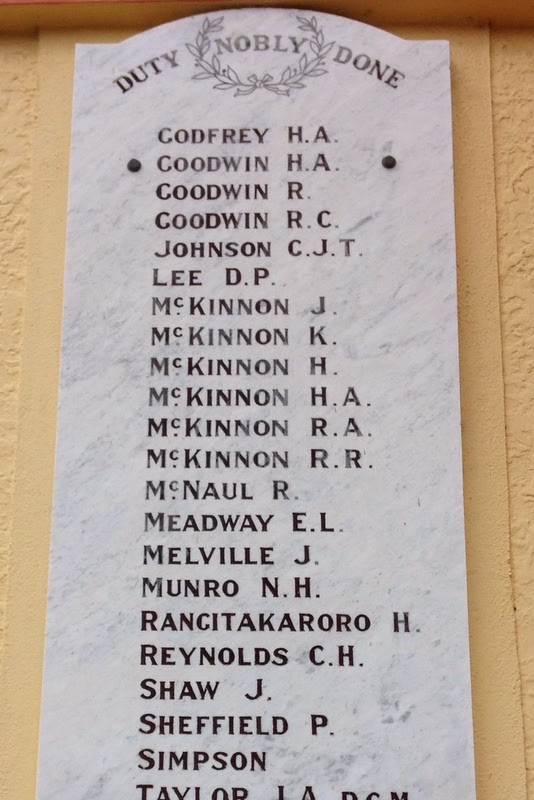 DUTY NOBLY DONE
GODFREY H.A.
GOODWIN H.A.
GOODWIN R.
GOODWIN R.C.
JOHNSON C.J.T.
LEE D.P.
McKINNON J.
McKINNON K.
McKINNON H.
McKINNON H.A.
McKINNON R.A.
McKINNON R.R.
McNAUL R.
MEADWAY E.L.
MELVILLE J.
MUNRO N.H.
RANGITAKARORO H.
REYNOLDS C.H.
SHAW J.
SHEFFIELD P.
SIMPSON
TAYLOR J.A. D.C.M.